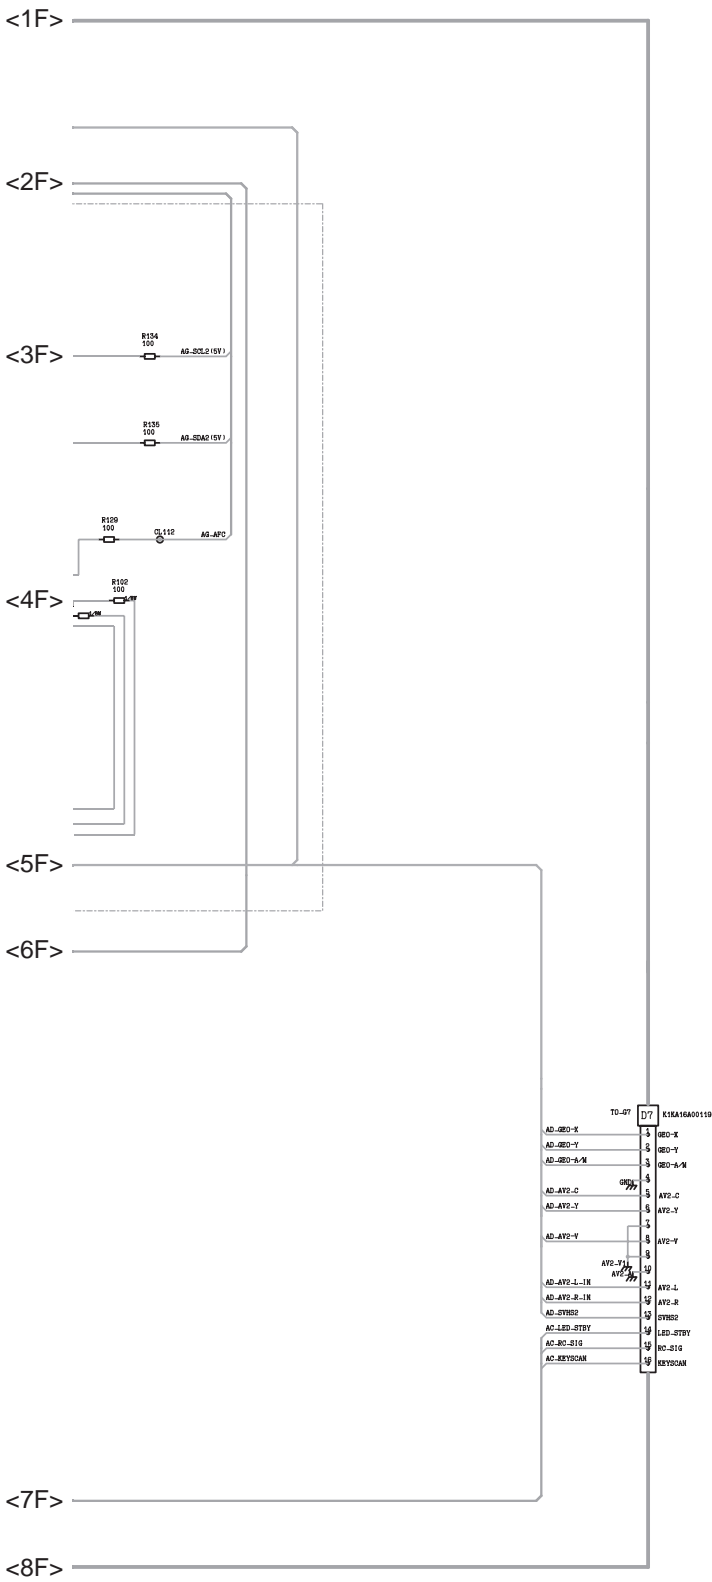 <1F>
<2F>
R134
100
<3F>
AG-SCL2(5V)
R135
100
AG-SDA2(5V)
R129
100
CL112
AG-AFC
R102
100
<4F>
<5F>
<6F>
TO-G7 D7 K1KA16A00119
AD-GEO-X 1 GEO-X
AD-GEO-Y 2 GEO-Y
AD-GEO-A/M 3 GEO-A/M
GND 4
AD-AV2-C 5 AV2-C
AD-AV2-Y 6 AV2-Y
7
AD-AV2-V 8 AV2-V
9
AV2-V1
10
AD-AV2-L-IN 11 AV2-L
AD-AV2-R-IN 12 AV2-R
AD-SVHS2 13 SVHS2
AC-LED-STBY 14 LED-STBY
AC-RC-SIG 15 RC-SIG
AC-KEYSCAN 16 KEYSCAN
<7F>
<8F>